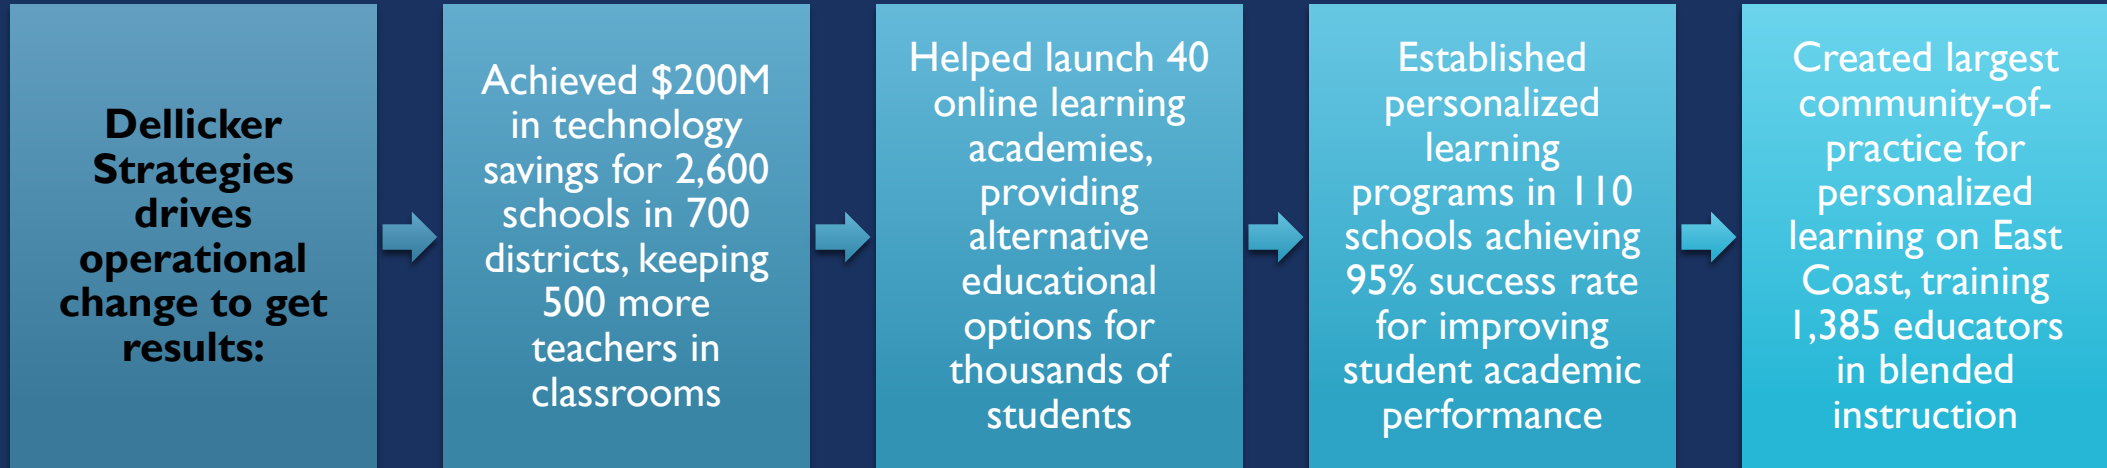 Dellicker
Strategies
drives
operational
change to get
results:
Achieved $200M
in technology
savings for 2,600
schools in 700
districts, keeping
500 more
teachers in
classrooms
Helped launch 40
online learning
academies,
providing
alternative
educational
options for
thousands of
students
Established
personalized
learning
programs in 110
schools achieving
95% success rate
for improving
student academic
performance
Created largest
community-of-
practice for
personalized
learning on East
Coast, training
1,385 educators
in blended
instruction